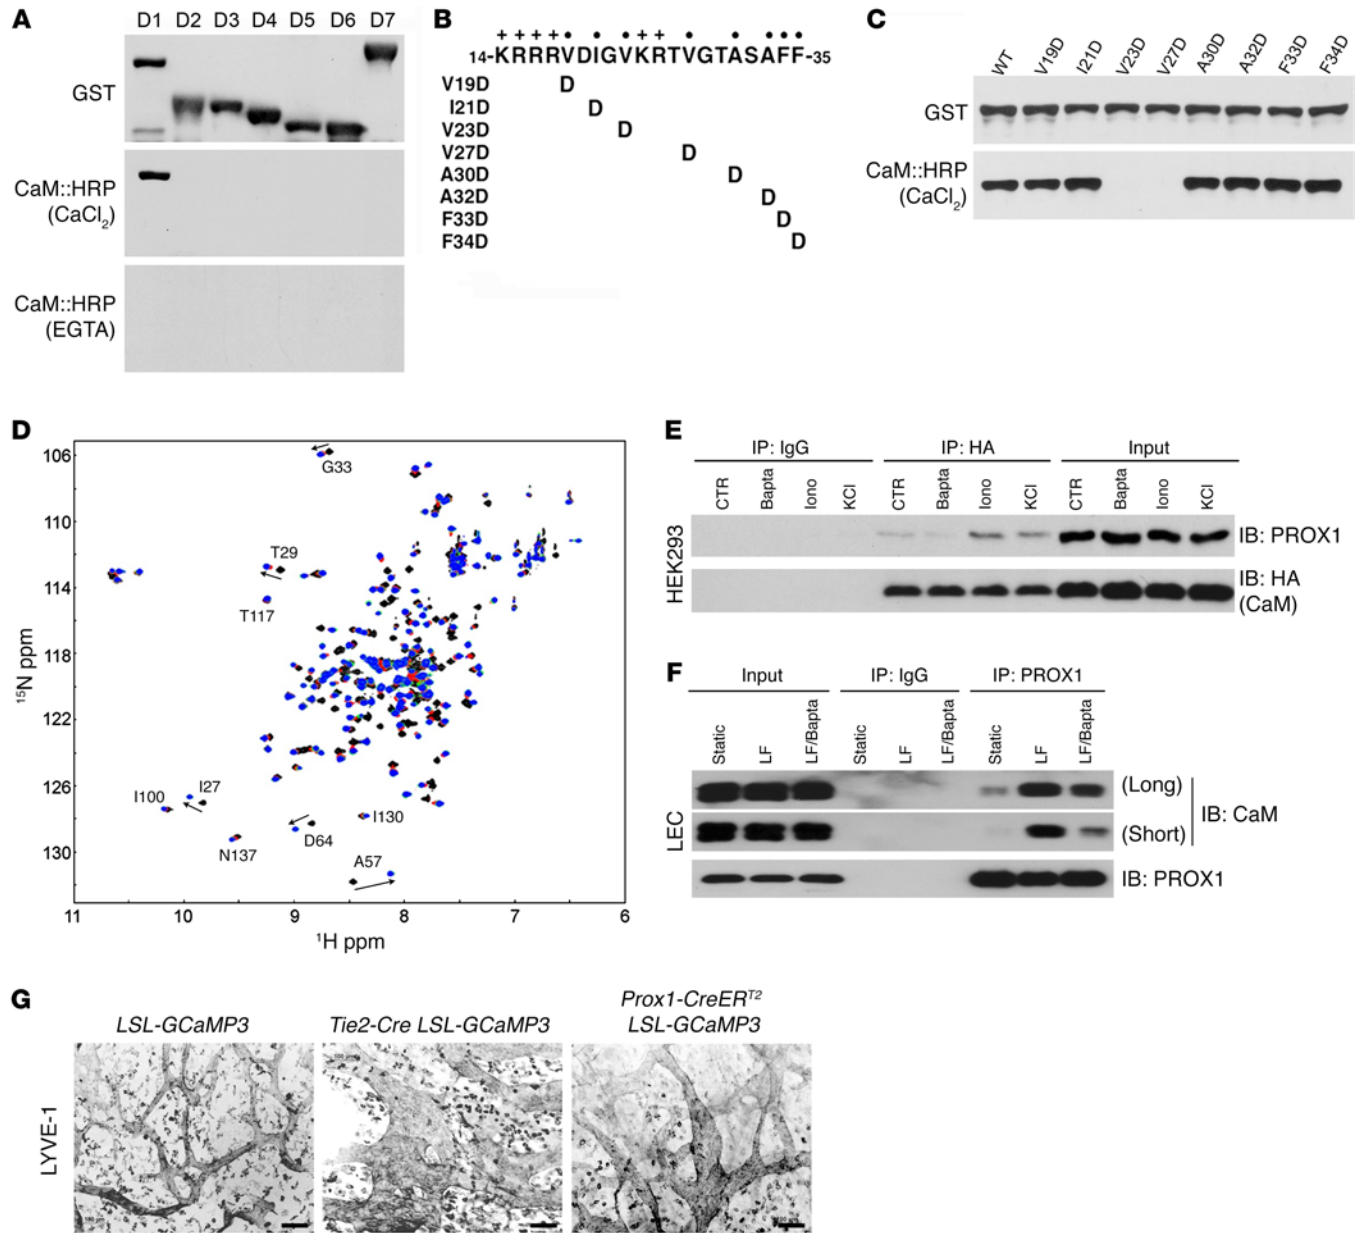 A
D1 D2 D3 D4 D5 D6 D7
GST
CaM::HRP
(CaCl2)
CaM::HRP
(EGTA)
B
+ + + + • • • + + • • • • •
14-KRRRVDIGVKRTVGTASAFF-35
V19D D
I21D D
V23D D
V27D D
A30D D
A32D D
F33D D
F34D D
C
WT V19D I21D V23D V27D A30D A32D F33D F34D
GST
CaM::HRP
(CaCl2)
D
106
110
114
118
122
126
130
15N ppm
G33
T29
T117
I100
I27
I130
D64
N137
A57
11 10 9 8 7 6
1H ppm
E
IP: IgG IP: HA Input
CTR Bapta Iono KCl CTR Bapta Iono KCl CTR Bapta Iono KCl
HEK293
IB: PROX1
IB: HA
(CaM)
F
Input IP: IgG IP: PROX1
Static LF LF/Bapta Static LF LF/Bapta Static LF LF/Bapta
LEC
(Long)
(Short)
IB: CaM
IB: PROX1
G
LSL-GCaMP3
Tie2-Cre LSL-GCaMP3
Prox1-CreERT2
LSL-GCaMP3
LYVE-1